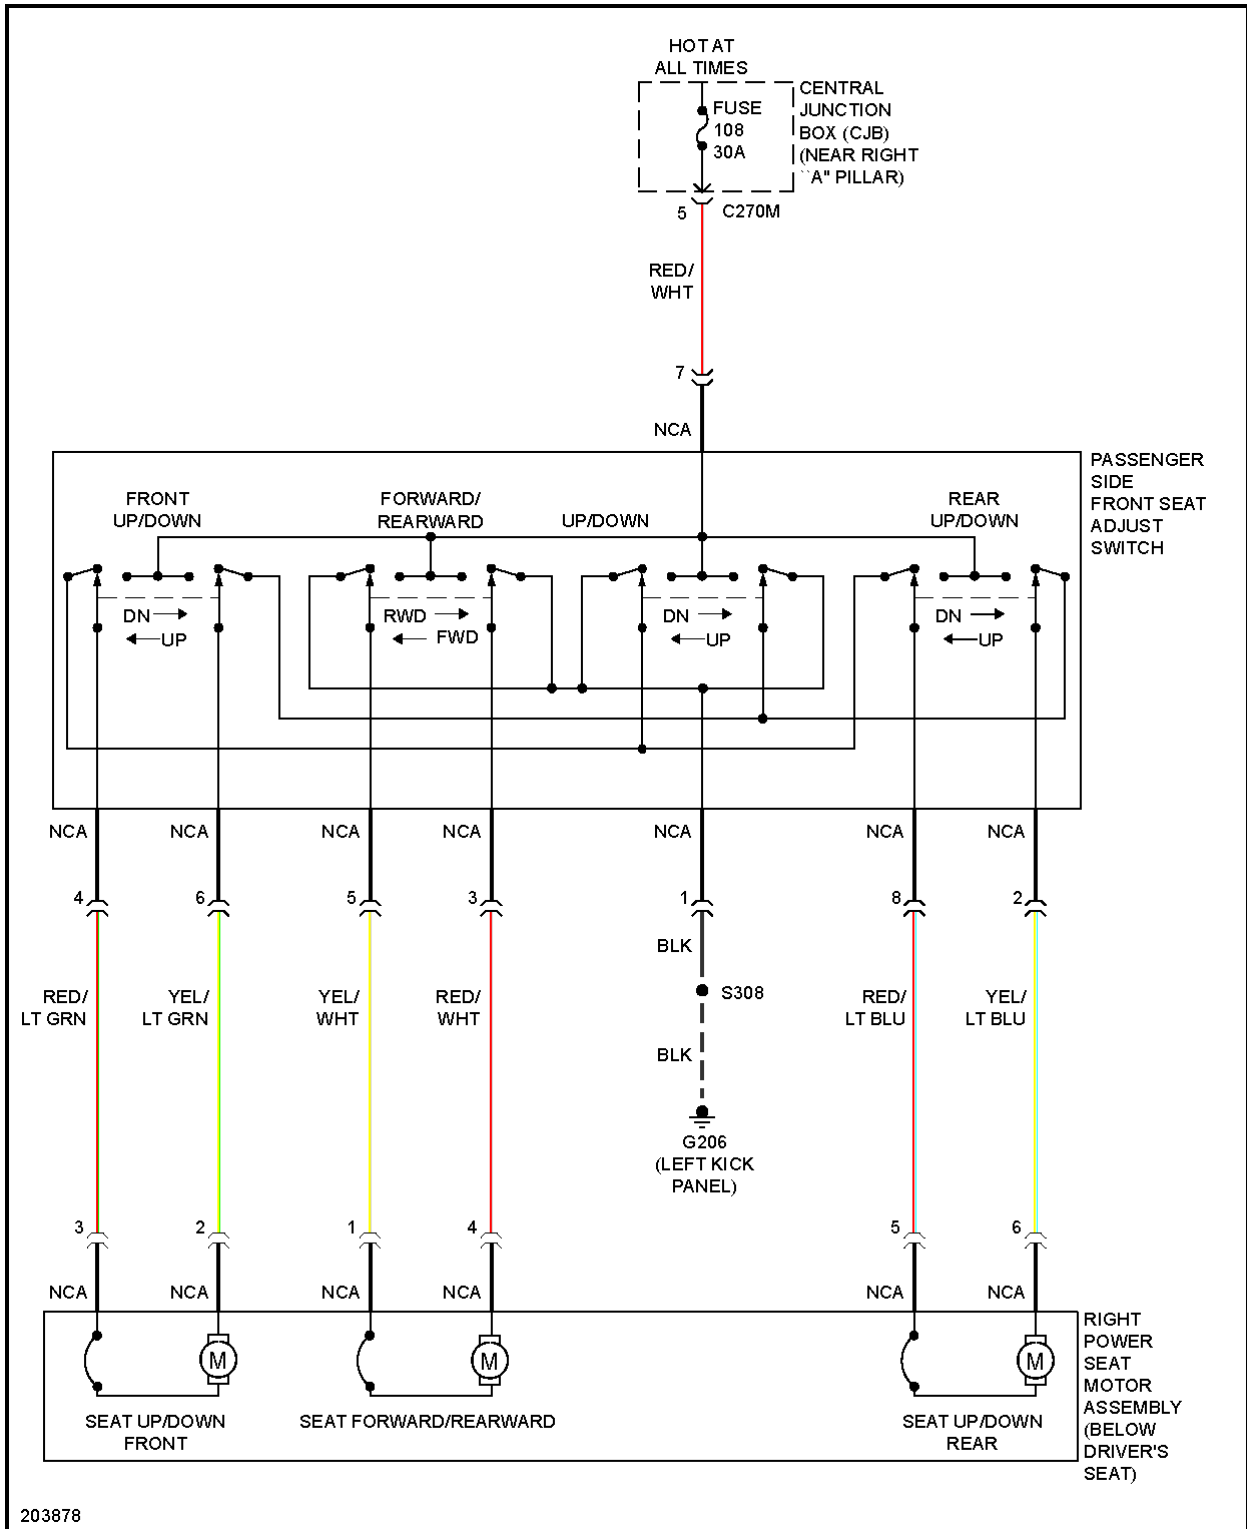 HOT AT
ALL TIMES
FUSE
108
30A
CENTRAL
JUNCTION
BOX (CJB)
(NEAR RIGHT
``A" PILLAR)
5 C270M
RED/
WHT
7
NCA
PASSENGER
SIDE
FRONT SEAT
ADJUST
SWITCH
FRONT
UP/DOWN
FORWARD/
REARWARD
UP/DOWN
REAR
UP/DOWN
DN
UP
RWD
FWD
DN
UP
DN
UP
NCA NCA NCA NCA NCA NCA NCA
4 6 5 3 1 8 2
BLK
S308
RED/
LT GRN
YEL/
LT GRN
YEL/
WHT
RED/
WHT
RED/
LT BLU
YEL/
LT BLU
BLK
G206
(LEFT KICK
PANEL)
3 2 1 4 5 6
NCA NCA NCA NCA NCA NCA
M M M
SEAT UP/DOWN
FRONT
SEAT FORWARD/REARWARD
SEAT UP/DOWN
REAR
RIGHT
POWER
SEAT
MOTOR
ASSEMBLY
(BELOW
DRIVER'S
SEAT)
203878